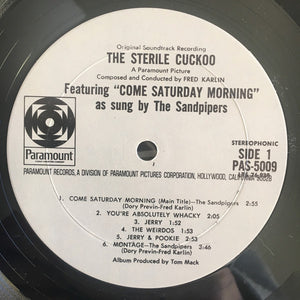 Original Soundtrack Recording
THE STERILE CUCKOO
A Paramount Picture
Composed and Conducted by FRED KARLIN
Featuring "COME SATURDAY MORNING"
as sung by The Sandpipers
Paramount
STEREOPHONIC
SIDE 1
PAS-5009
PARAMOUNT RECORDS, A DIVISION OF PARAMOUNT PICTURES CORPORATION, HOLLYWOOD, CALIFORNIA 90028
1. COME SATURDAY MORNING (Main Title)—The Sandpipers 2:55
(Dory Previn-Fred Karlin)
2. YOU'RE ABSOLUTELY WHACKY 2:28
3. JERRY 1:52
4. THE WEIRDOS 1:51
5. JERRY & POOKIE 2:53
6. MONTAGE—The Sandpipers 3:46
(Dory Previn-Fred Karlin)
Album Produced by Tom Mack